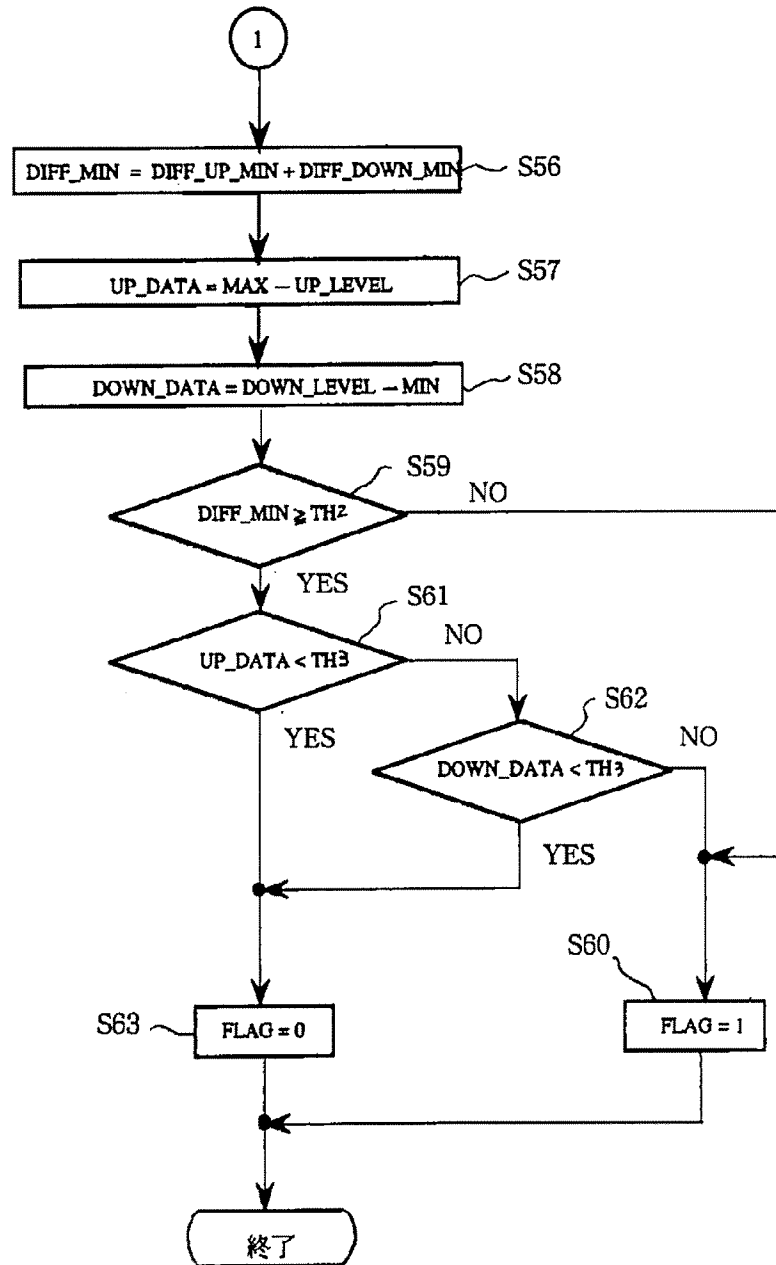 1
DIFF_MIN = DIFF_UP_MIN + DIFF_DOWN_MIN
S56
UP_DATA = MAX − UP_LEVEL
S57
DOWN_DATA = DOWN_LEVEL − MIN
S58
S59
DIFF_MIN ≧ TH2
NO
YES
S61
UP_DATA < TH3
NO
YES
S62
DOWN_DATA < TH3
NO
YES
S60
S63
FLAG = 0
FLAG = 1
終了